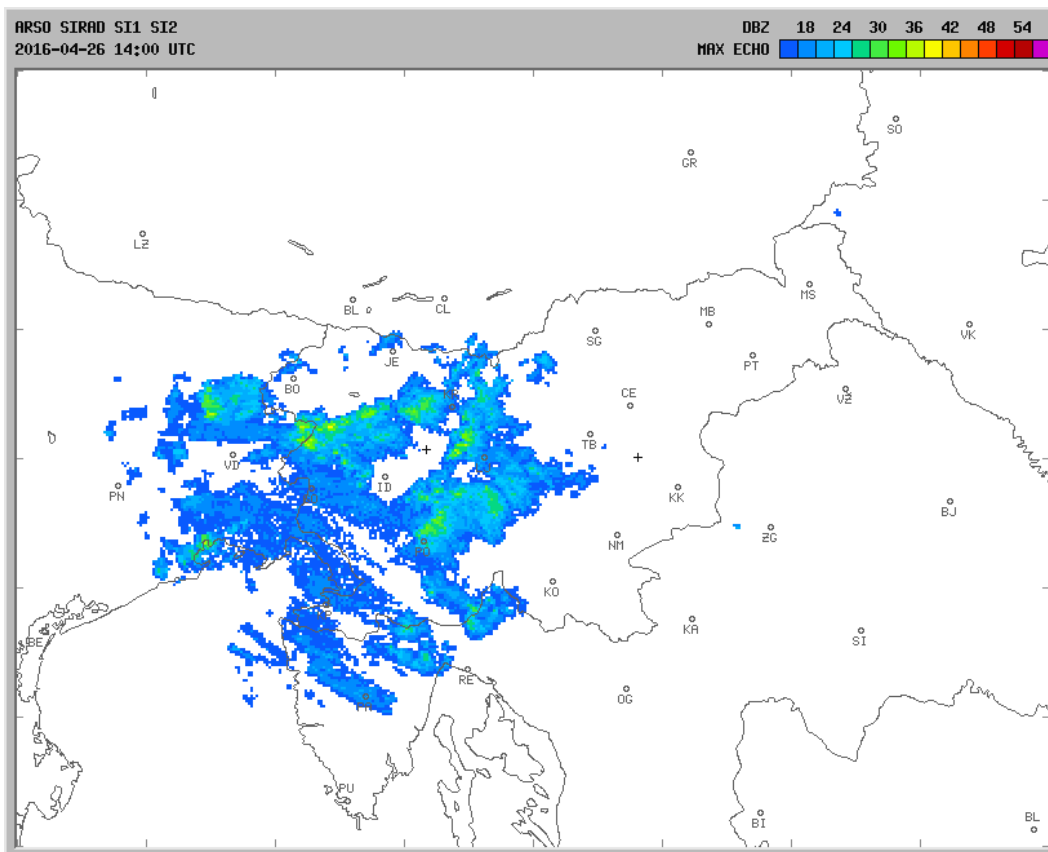 ARSO SIRAD SI1 SI2
DBZ 18 24 30 36 42 48 54
2016-04-26 14:00 UTC
MAX ECHO
SO
GR
LZ
MS
BL
CL
MB
VK
SG
JE
PT
BO
VŽ
CE
TB
VD
ID
PN
KK
BJ
ZG
NM
KO
KA
BE
SI
RE
OG
PU
BI
BL